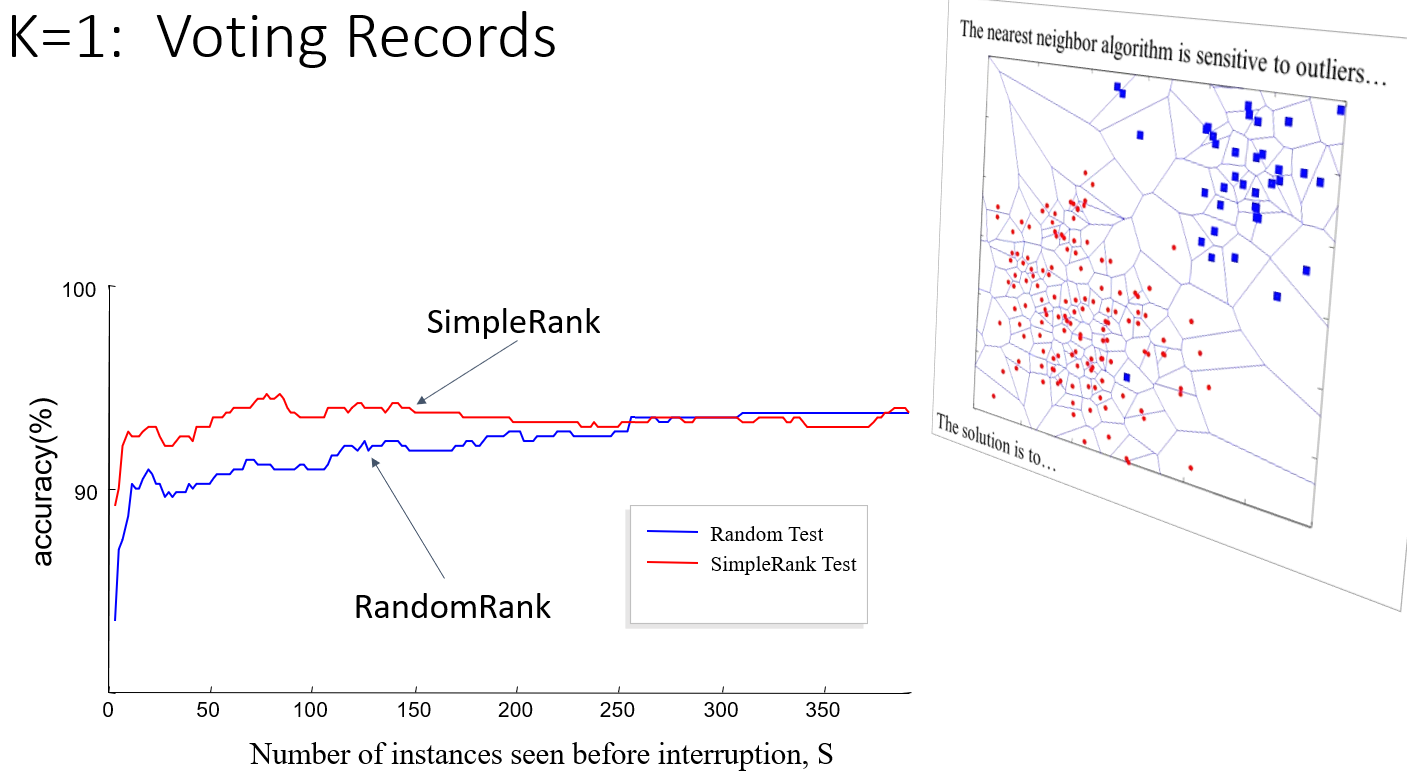 K=1: Voting Records
The nearest neighbor algorithm is sensitive to outliers…
The solution is to…
100
90
accuracy(%)
SimpleRank
RandomRank
Random Test
SimpleRank Test
0 50 100 150 200 250 300 350
Number of instances seen before interruption, S